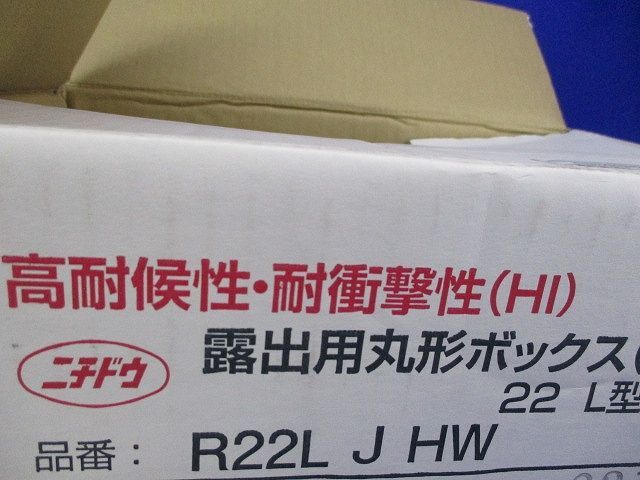 高耐候性・耐衝撃性(HI)
ニチドウ
露出用丸形ボックス(
22 L型
品番： R22L J HW